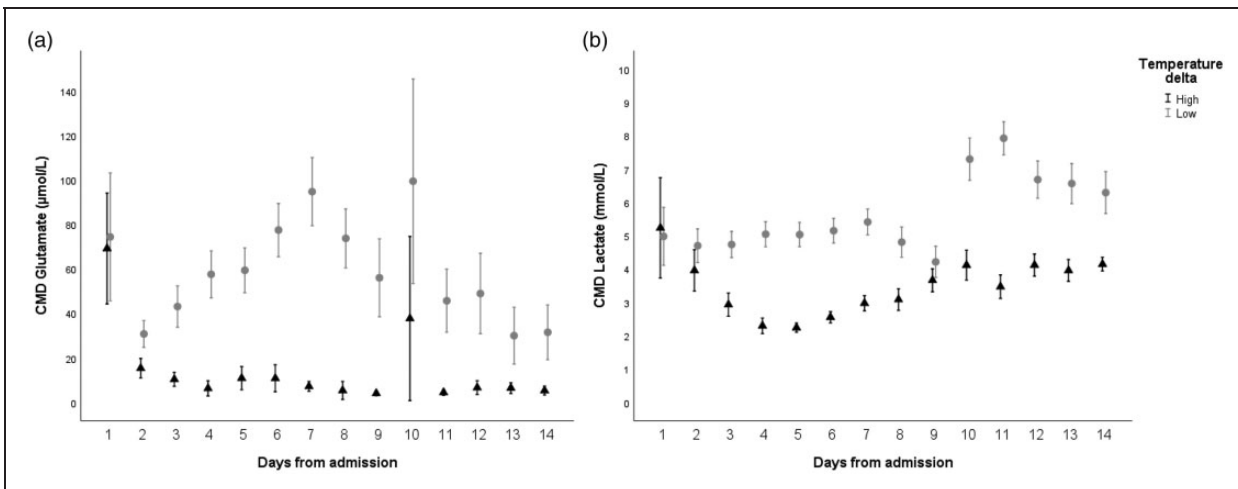 (a)
140
120
100
80
60
40
20
0
CMD Glutamate (μmol/L)
1 2 3 4 5 6 7 8 9 10 11 12 13 14
Days from admission
(b)
10
9
8
7
6
5
4
3
2
1
0
CMD Lactate (mmol/L)
1 2 3 4 5 6 7 8 9 10 11 12 13 14
Days from admission
Temperature
delta
High
Low